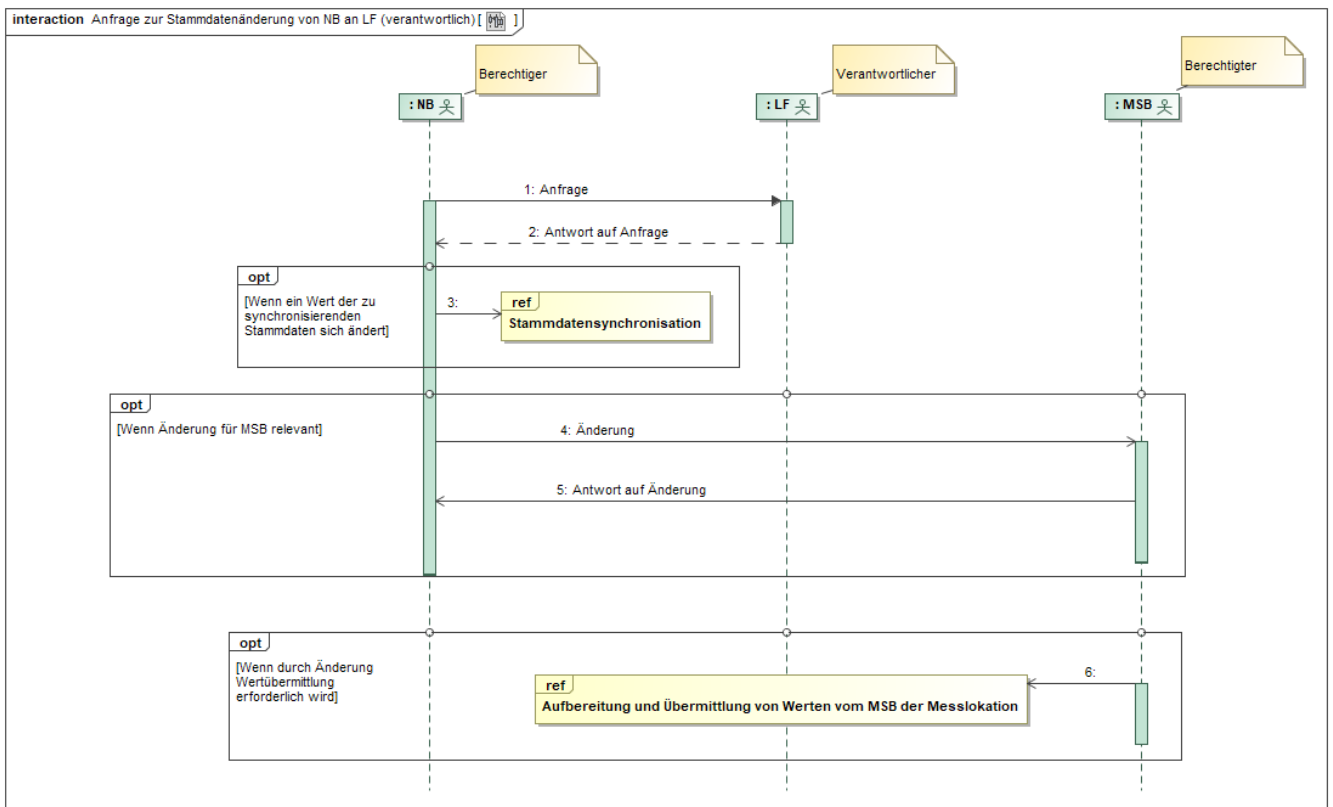 interaction Anfrage zur Stammdatenänderung von NB an LF (verantwortlich) [ ]
Berechtiger
Verantwortlicher
Berechtigter
: NB
: LF
: MSB
1: Anfrage
2: Antwort auf Anfrage
opt
[Wenn ein Wert der zu
synchronisierenden
Stammdaten sich ändert]
3:
ref
Stammdatensynchronisation
opt
[Wenn Änderung für MSB relevant]
4: Änderung
5: Antwort auf Änderung
opt
[Wenn durch Änderung
Wertübermittlung
erforderlich wird]
6:
ref
Aufbereitung und Übermittlung von Werten vom MSB der Messlokation